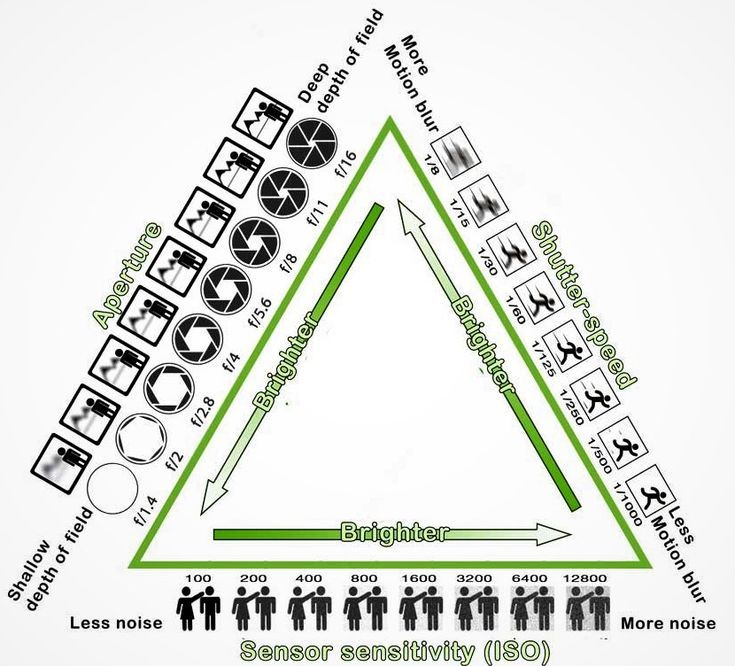 Deep
depth of field
More
Motion blur
Aperture
f/16
f/11
f/8
f/5.6
f/4
f/2.8
f/2
f/1.4
Shallow
depth of field
1/8
1/15
1/30
1/60
1/125
1/250
1/500
1/1000
Shutter-speed
Less
Motion blur
Brighter
Brighter
Brighter
100 200 400 800 1600 3200 6400 12800
Less noise
More noise
Sensor sensitivity (ISO)